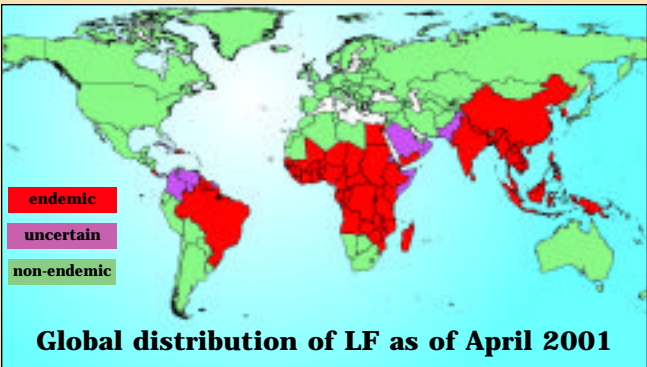 endemic
uncertain
non-endemic
Global distribution of LF as of April 2001